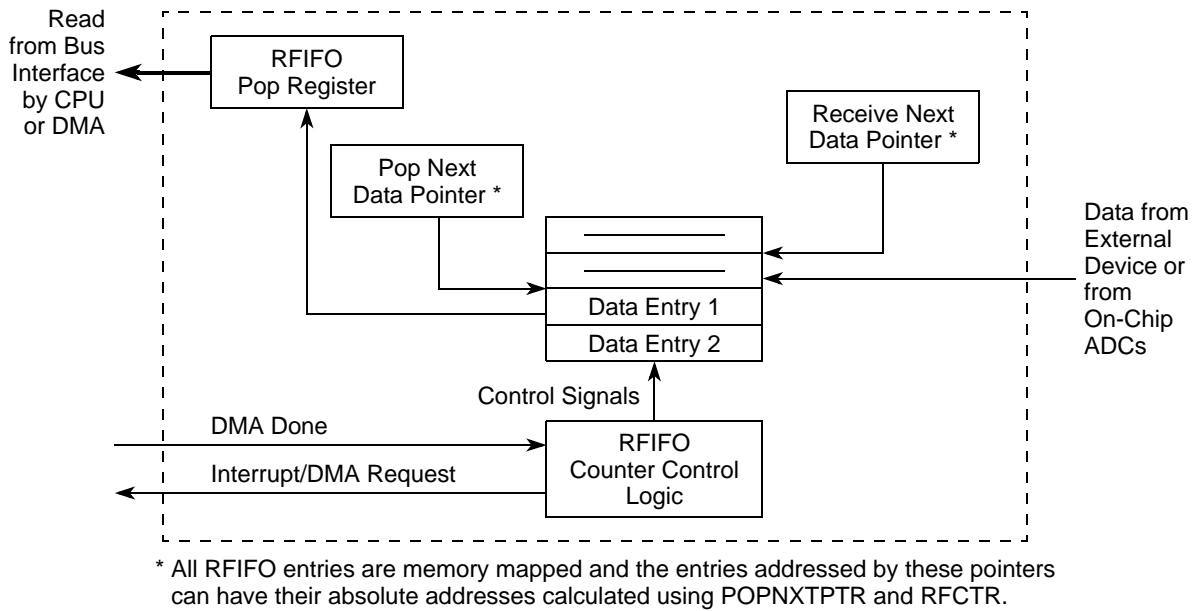 Read
from Bus
Interface
by CPU
or DMA
RFIFO
Pop Register
Receive Next
Data Pointer *
Pop Next
Data Pointer *
Data from
External
Device or
from
On-Chip
ADCs
Data Entry 1
Data Entry 2
Control Signals
DMA Done
RFIFO
Counter Control
Logic
Interrupt/DMA Request
* All RFIFO entries are memory mapped and the entries addressed by these pointers
can have their absolute addresses calculated using POPNXTPTR and RFCTR.